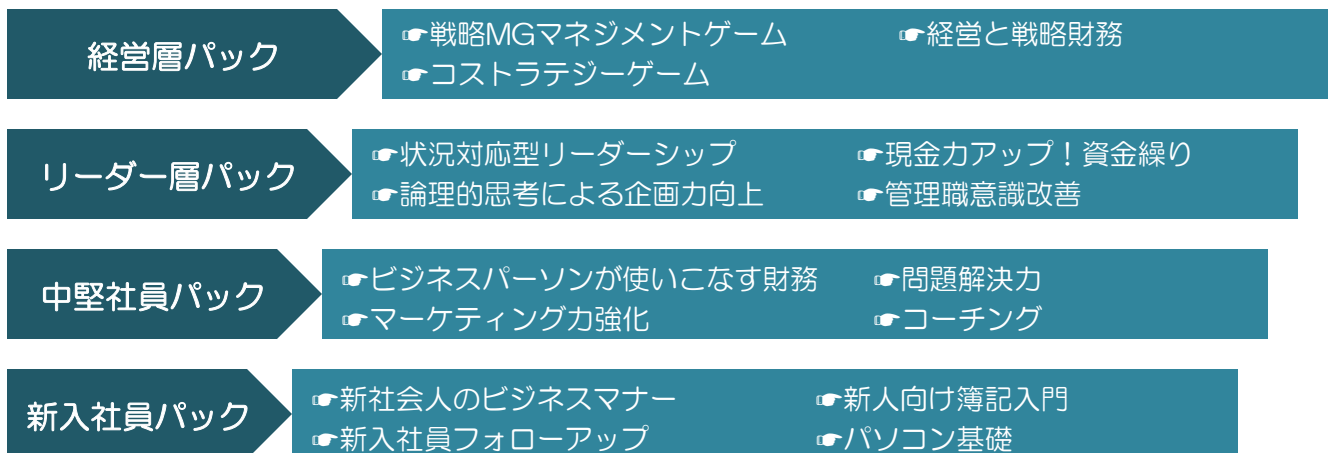 経営層パック
☛戦略MGマネジメントゲーム ☛経営と戦略財務
☛コストラテジーゲーム
リーダー層パック
☛状況対応型リーダーシップ ☛現金力アップ！資金繰り
☛論理的思考による企画力向上 ☛管理職意識改善
中堅社員パック
☛ビジネスパーソンが使いこなす財務 ☛問題解決力
☛マーケティング力強化 ☛コーチング
新入社員パック
☛新社会人のビジネスマナー ☛新人向け簿記入門
☛新入社員フォローアップ ☛パソコン基礎